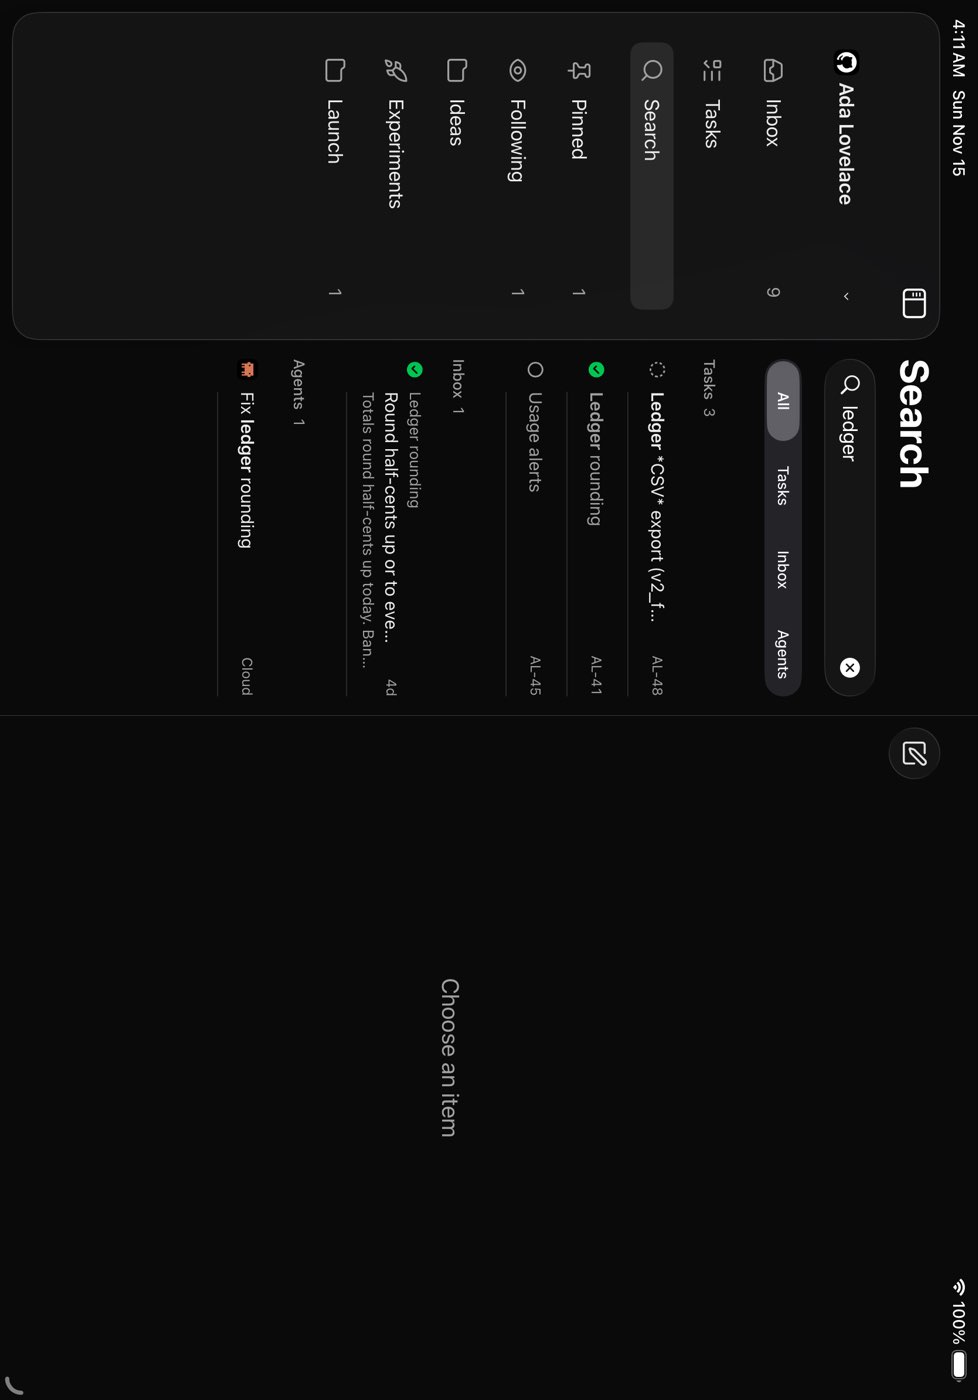 4:11 AM Sun Nov 15
100%
Ada Lovelace
Inbox 9
Tasks
Search
Pinned 1
Following 1
Ideas
Experiments
Launch 1
Search
ledger
All Tasks Inbox Agents
Tasks 3
Ledger *CSV* export (v2_f... AL-48
Ledger rounding AL-41
Usage alerts AL-45
Inbox 1
Ledger rounding
Round half-cents up or to eve... 4d
Totals round half-cents up today. Ban...
Agents 1
Fix ledger rounding Cloud
Choose an item